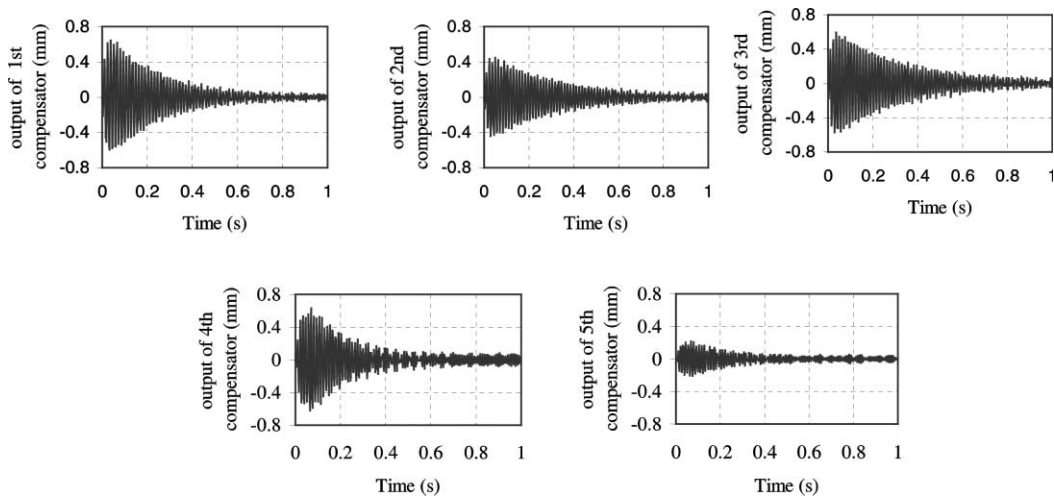 output of 1st
compensator (mm)
0.8
0.4
0
-0.4
-0.8
0 0.2 0.4 0.6 0.8 1
Time (s)
output of 2nd
compensator (mm)
0.8
0.4
0
-0.4
-0.8
0 0.2 0.4 0.6 0.8 1
Time (s)
output of 3rd
compensator (mm)
0.8
0.4
0
-0.4
-0.8
0 0.2 0.4 0.6 0.8 1
Time (s)
output of 4th
compensator (mm)
0.8
0.4
0
-0.4
-0.8
0 0.2 0.4 0.6 0.8 1
Time (s)
output of 5th
compensator (mm)
0.8
0.4
0
-0.4
-0.8
0 0.2 0.4 0.6 0.8 1
Time (s)